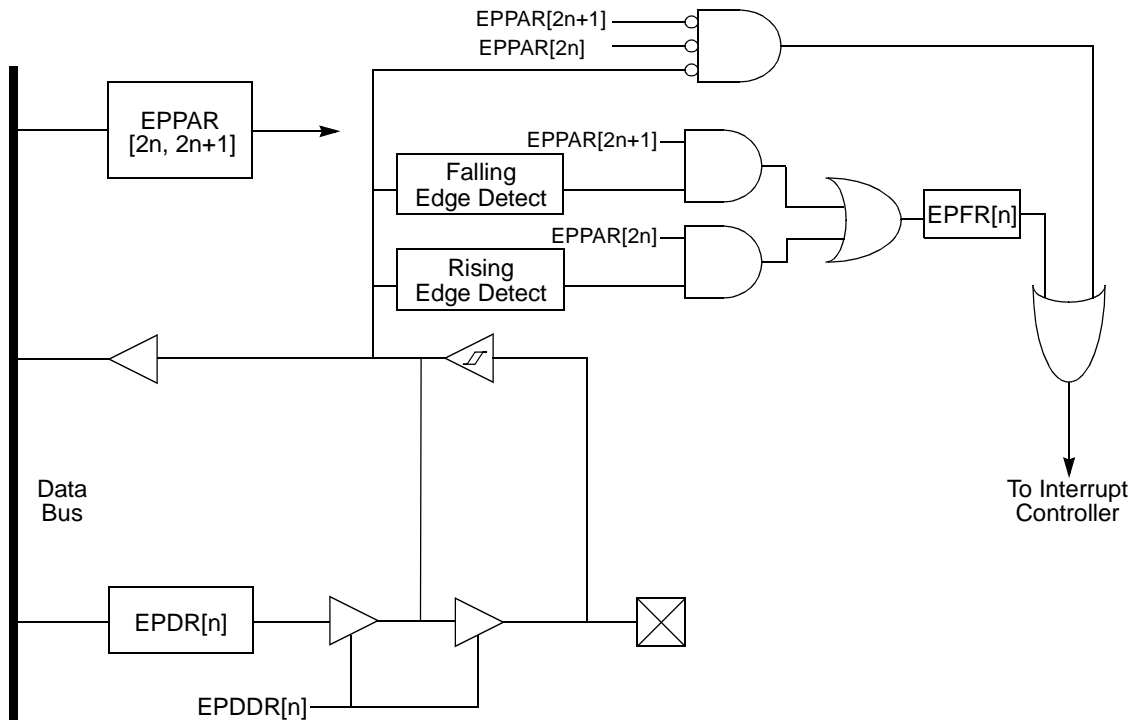 EPPAR[2n+1]
EPPAR[2n]
EPPAR
[2n, 2n+1]
EPPAR[2n+1]
Falling
Edge Detect
EPFR[n]
EPPAR[2n]
Rising
Edge Detect
Data
Bus
To Interrupt
Controller
EPDR[n]
EPDDR[n]